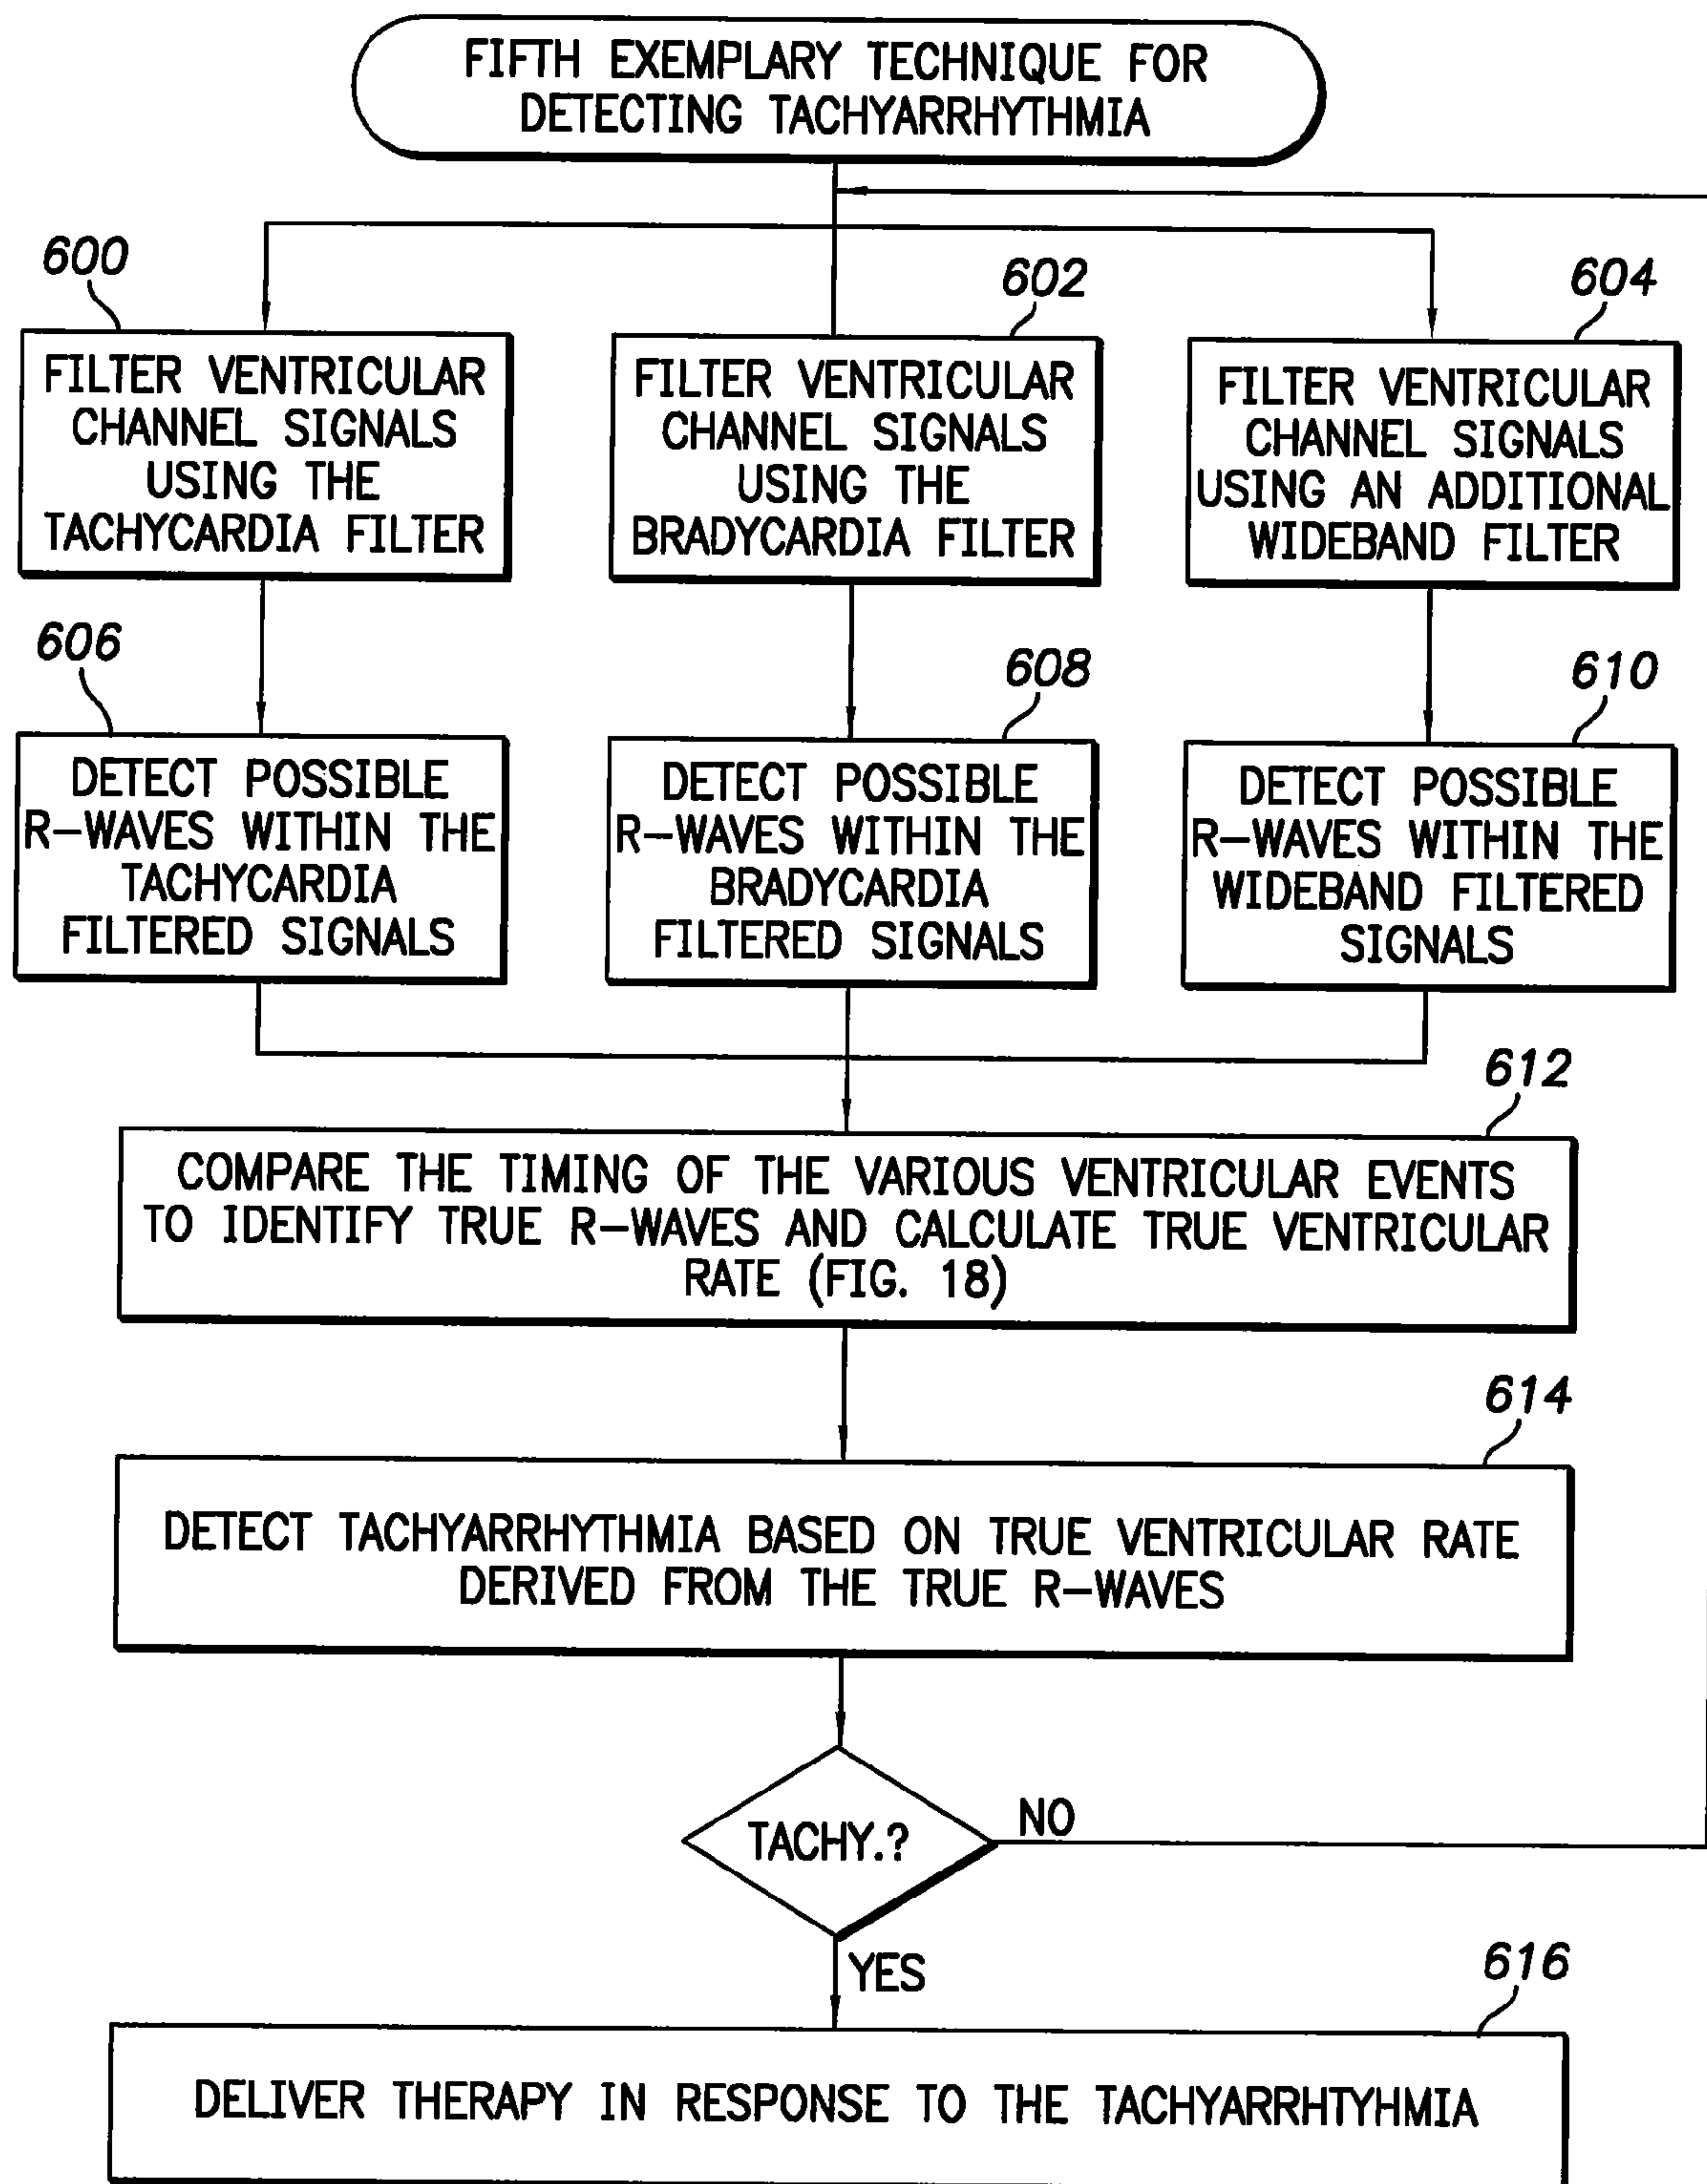 FIFTH EXEMPLARY TECHNIQUE FOR
DETECTING TACHYARRHYTHMIA
600
FILTER VENTRICULAR
CHANNEL SIGNALS
USING THE
TACHYCARDIA FILTER
602
FILTER VENTRICULAR
CHANNEL SIGNALS
USING THE
BRADYCARDIA FILTER
604
FILTER VENTRICULAR
CHANNEL SIGNALS
USING AN ADDITIONAL
WIDEBAND FILTER
606
DETECT POSSIBLE
R-WAVES WITHIN THE
TACHYCARDIA
FILTERED SIGNALS
608
DETECT POSSIBLE
R-WAVES WITHIN THE
BRADYCARDIA
FILTERED SIGNALS
610
DETECT POSSIBLE
R-WAVES WITHIN THE
WIDEBAND FILTERED
SIGNALS
612
COMPARE THE TIMING OF THE VARIOUS VENTRICULAR EVENTS
TO IDENTIFY TRUE R-WAVES AND CALCULATE TRUE VENTRICULAR
RATE (FIG. 18)
614
DETECT TACHYARRHYTHMIA BASED ON TRUE VENTRICULAR RATE
DERIVED FROM THE TRUE R-WAVES
TACHY.?
NO
YES
616
DELIVER THERAPY IN RESPONSE TO THE TACHYARRHTYHMIA